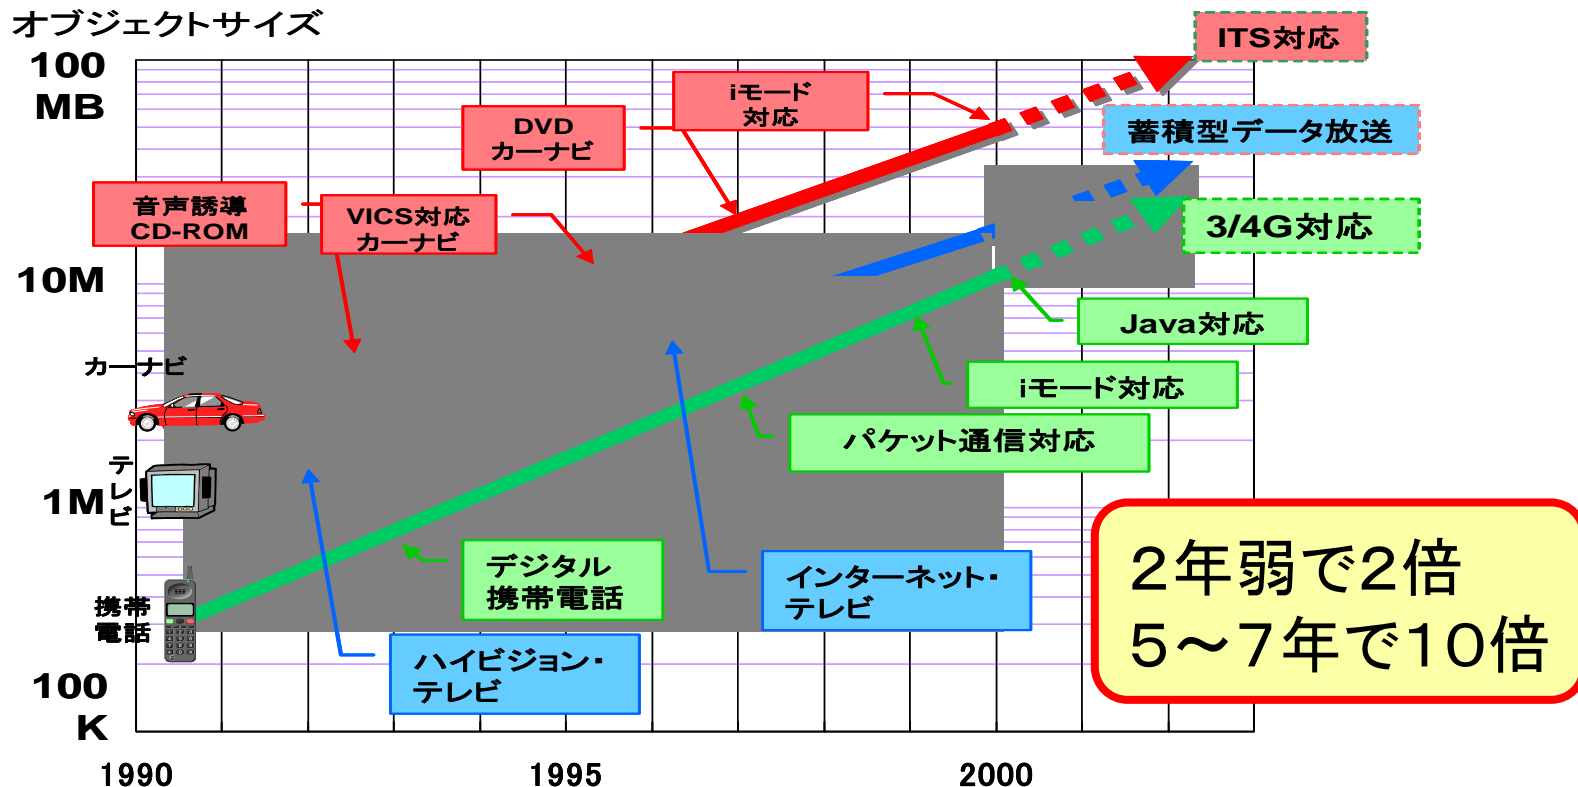 オブジェクトサイズ
100
MB
10M
1M
100
K
ITS対応
iモード
対応
蓄積型データ放送
DVD
カーナビ
音声誘導
CD-ROM
VICS対応
カーナビ
3/4G対応
Java対応
カーナビ
iモード対応
パケット通信対応
テレビ
デジタル
携帯電話
インターネット・
テレビ
携帯
電話
ハイビジョン・
テレビ
２年弱で２倍
５～７年で１０倍
1990
1995
2000